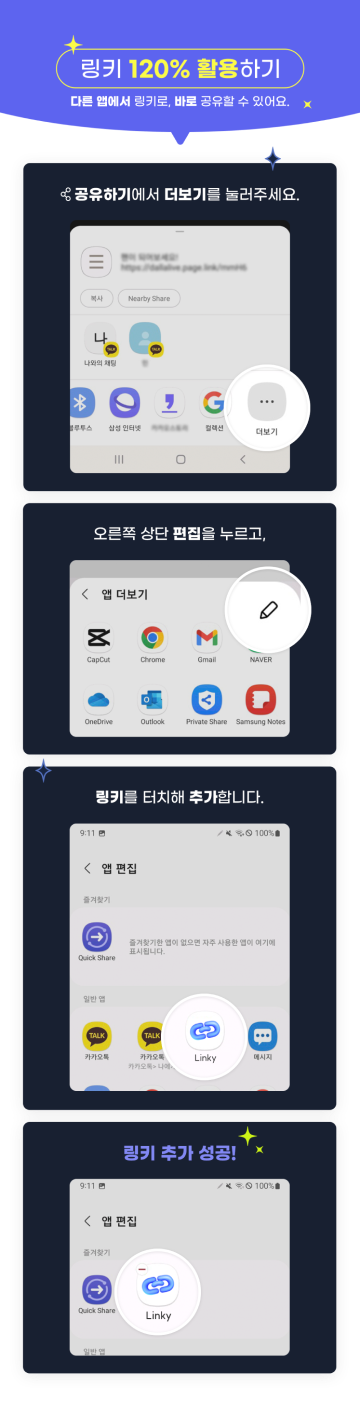 링키 120% 활용하기
다른 앱에서 링키로, 바로 공유할 수 있어요.
공유하기에서 더보기를 눌러주세요.
복사
Nearby Share
나
TALK
TALK
나와의 채팅
블루투스
삼성 인터넷
컬렉션
더보기
오른쪽 상단 편집을 누르고,
앱 더보기
CapCut
Chrome
Gmail
NAVER
OneDrive
Outlook
Private Share
Samsung Notes
링키를 터치해 추가합니다.
9:11
100%
앱 편집
즐겨찾기
Quick Share
즐겨찾기한 앱이 없으면 자주 사용한 앱이 여기에
표시됩니다.
일반 앱
TALK
TALK
카카오톡
카카오톡
Linky
메시지
카카오톡> 나에
링키 추가 성공!
9:11
100%
앱 편집
즐겨찾기
Quick Share
Linky
일반 앱